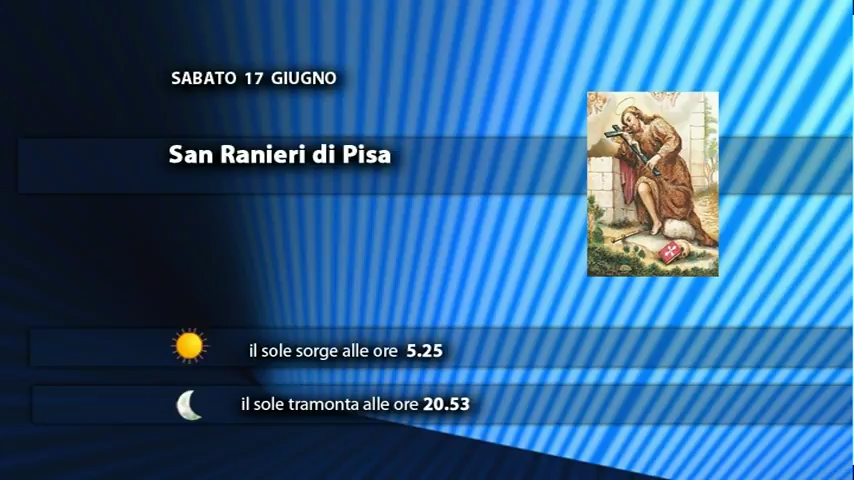 SABATO 17 GIUGNO
San Ranieri di Pisa
il sole sorge alle ore 5.25
il sole tramonta alle ore 20.53